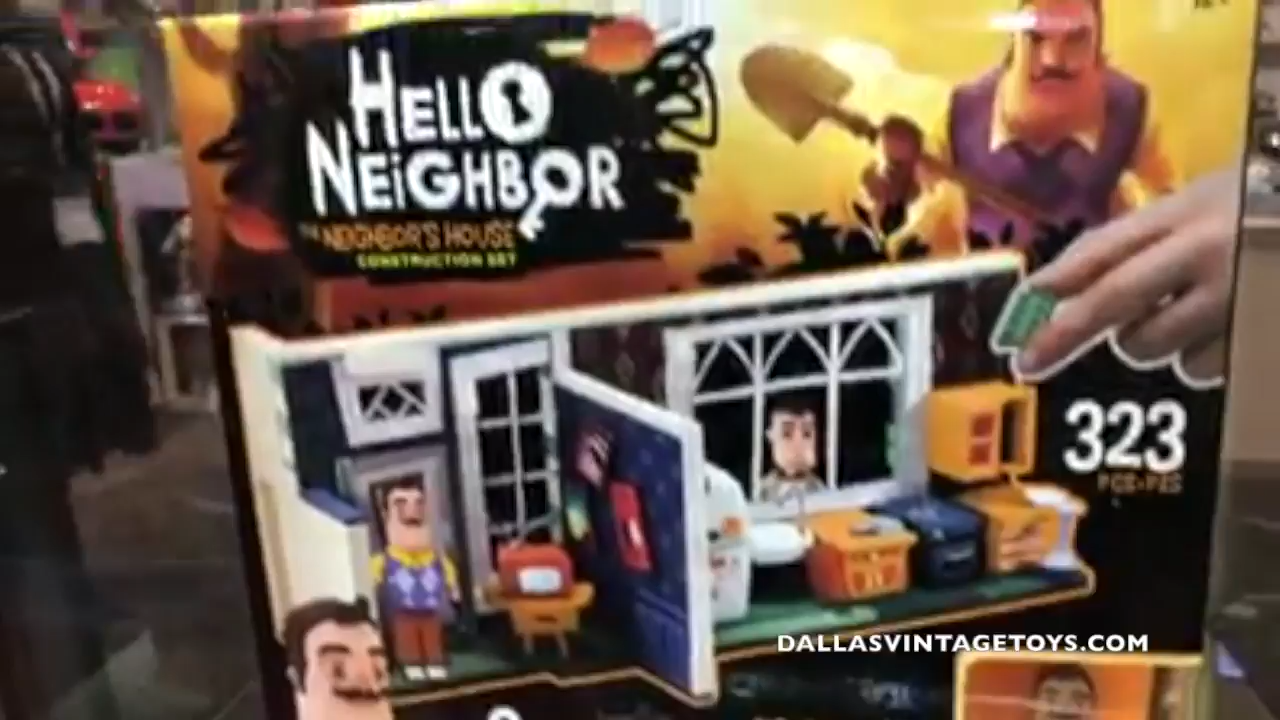 HELLO
NEiGHBOR
THE NEIGHBOR'S HOUSE
CONSTRUCTION SET
323
PCS•PZS
DALLASVINTAGETOYS.COM